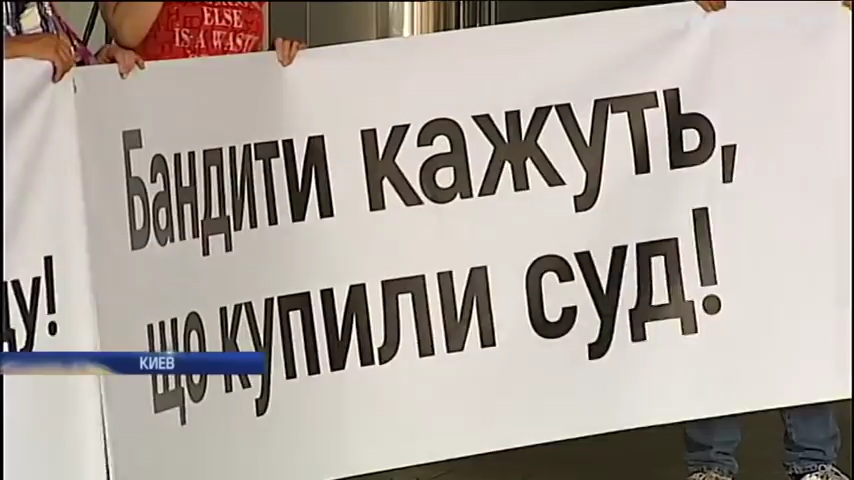 ELSE
IS A WAST
Бандити кажуть,
що купили суд!
ДУ!
КИЕВ